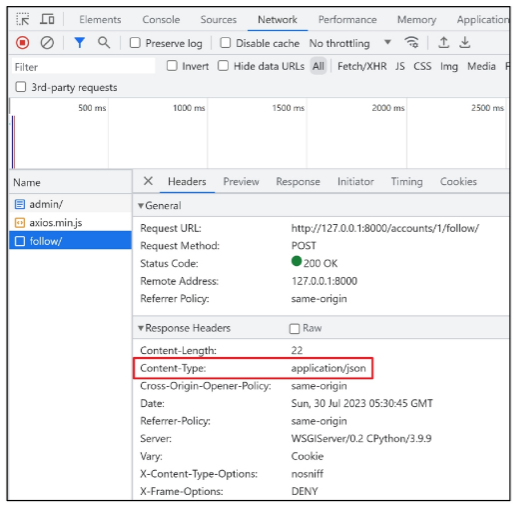 Elements Console Sources Network Performance Memory Application
Preserve log Disable cache No throttling
Filter Invert Hide data URLs All Fetch/XHR JS CSS Img Media F
3rd-party requests
500 ms 1000 ms 1500 ms 2000 ms 2500 ms
Name Headers Preview Response Initiator Timing Cookies
admin/ General
axios.min.js Request URL: http://127.0.0.1:8000/accounts/1/follow/
follow/ Request Method: POST
Status Code: 200 OK
Remote Address: 127.0.0.1:8000
Referrer Policy: same-origin
Response Headers Raw
Content-Length: 22
Content-Type: application/json
Cross-Origin-Opener-Policy: same-origin
Date: Sun, 30 Jul 2023 05:30:45 GMT
Referrer-Policy: same-origin
Server: WSGIServer/0.2 CPython/3.9.9
Vary: Cookie
X-Content-Type-Options: nosniff
X-Frame-Options: DENY